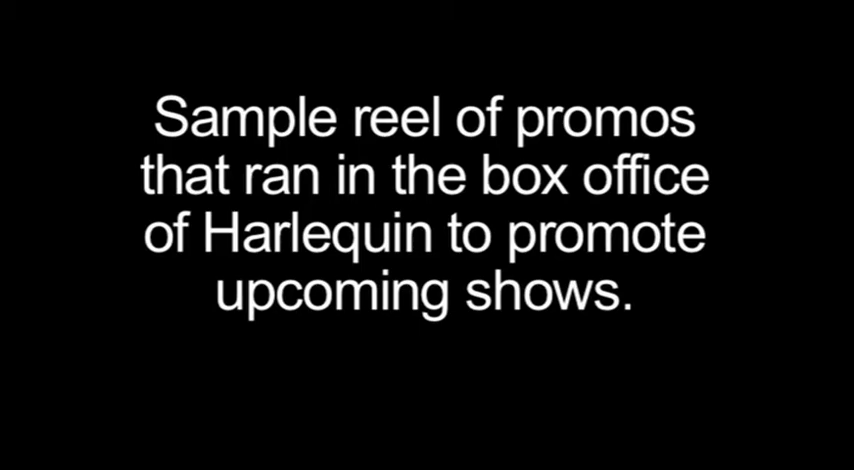 Sample reel of promos
that ran in the box office
of Harlequin to promote
upcoming shows.